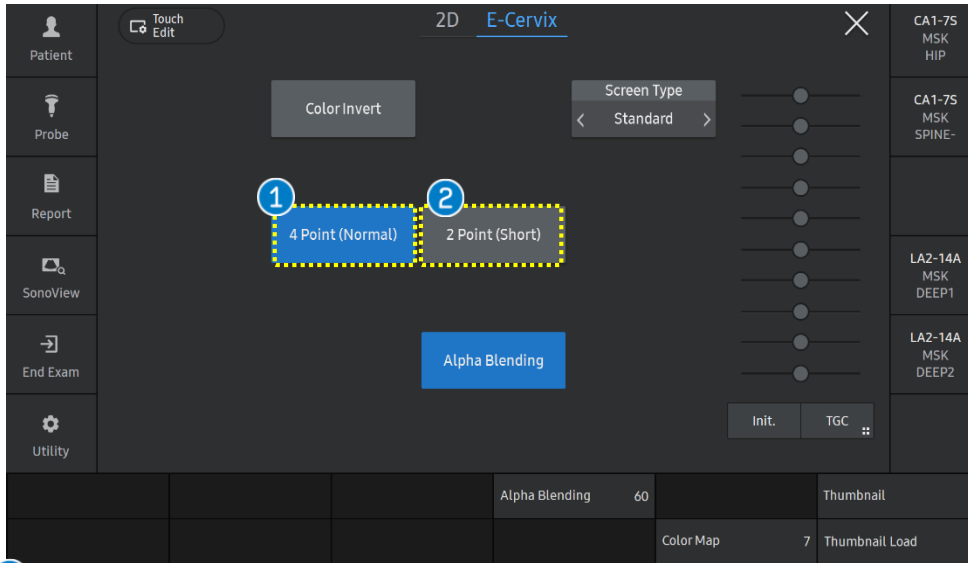 Patient
Probe
Report
SonoView
End Exam
Utility
Touch
Edit
2D E-Cervix
Color Invert
Screen Type
< Standard >
1
2
4 Point (Normal)
2 Point (Short)
Alpha Blending
Init.
TGC
CA1-7S
MSK
HIP
CA1-7S
MSK
SPINE-
LA2-14A
MSK
DEEP1
LA2-14A
MSK
DEEP2
Alpha Blending 60
Thumbnail
Color Map 7
Thumbnail Load